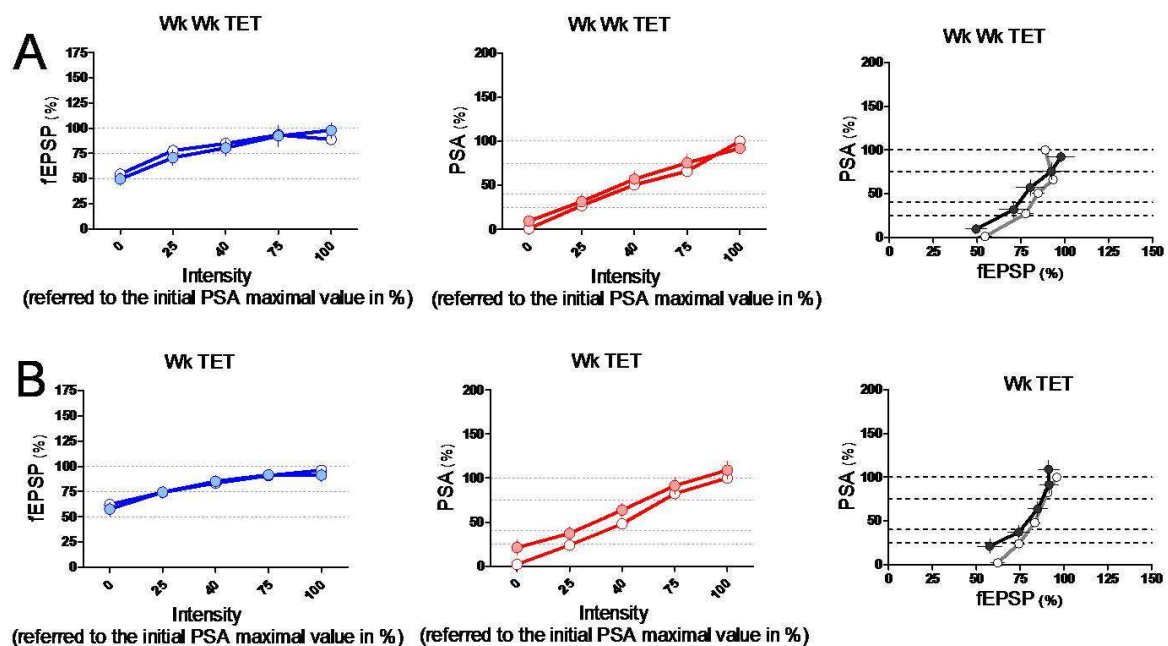 A
Wk Wk TET
fEPSP (%)
175
150
125
100
75
50
25
0
0
25
40
75
100
Intensity
(referred to the initial PSA maximal value in %)
Wk Wk TET
PSA (%)
200
150
100
50
0
0
25
40
75
100
Intensity
(referred to the initial PSA maximal value in %)
Wk Wk TET
PSA (%)
200
150
100
50
0
0 25 50 75 100 125 150
fEPSP (%)
B
Wk TET
fEPSP (%)
175
150
125
100
75
50
25
0
0
25
40
75
100
Intensity
(referred to the initial PSA maximal value in %)
Wk TET
PSA (%)
200
150
100
50
0
0
25
40
75
100
Intensity
(referred to the initial PSA maximal value in %)
Wk TET
PSA (%)
200
150
100
50
0
0 25 50 75 100 125 150
fEPSP (%)